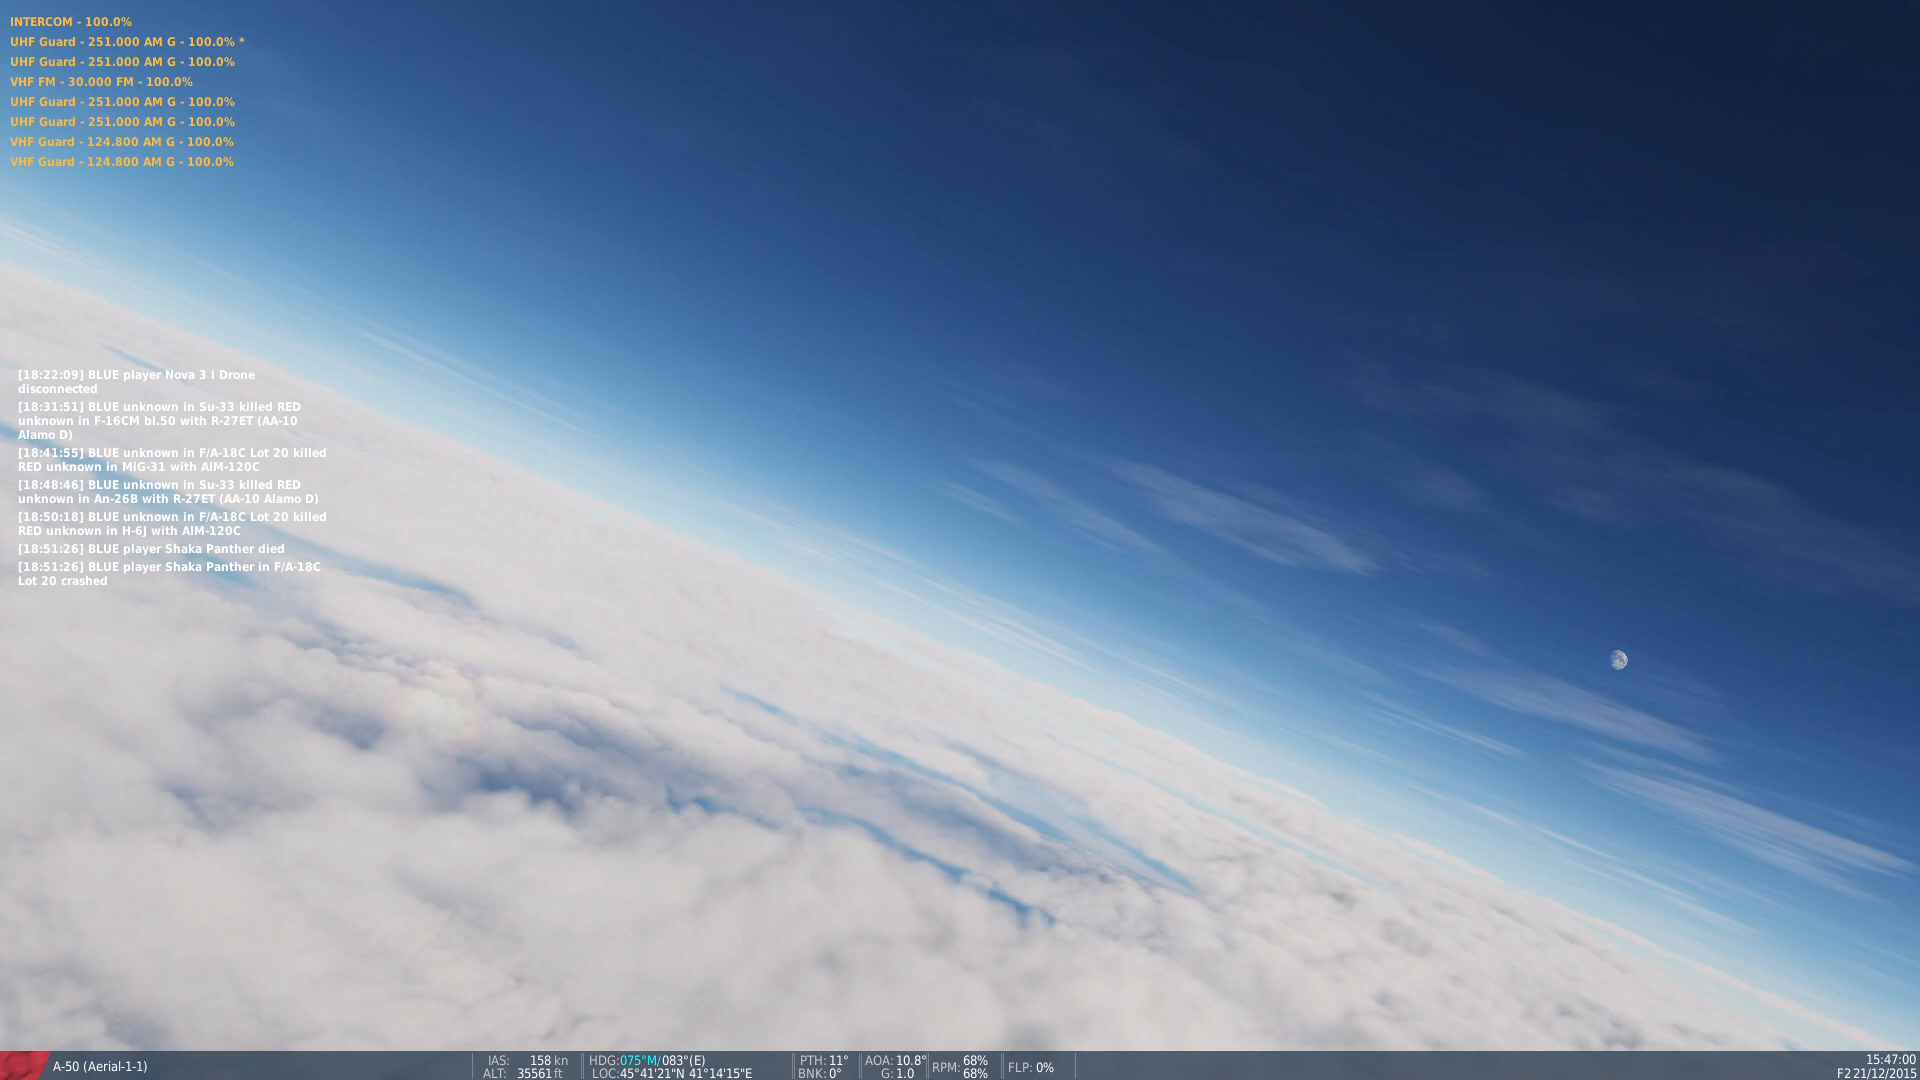 INTERCOM - 100.0%
UHF Guard - 251.000 AM G - 100.0% *
UHF Guard - 251.000 AM G - 100.0%
VHF FM - 30.000 FM - 100.0%
UHF Guard - 251.000 AM G - 100.0%
UHF Guard - 251.000 AM G - 100.0%
VHF Guard - 124.800 AM G - 100.0%
VHF Guard - 124.800 AM G - 100.0%
[18:22:09] BLUE player Nova 3 I Drone
disconnected
[18:31:51] BLUE unknown in Su-33 killed RED
unknown in F-16CM bl.50 with R-27ET (AA-10
Alamo D)
[18:41:55] BLUE unknown in F/A-18C Lot 20 killed
RED unknown in MiG-31 with AIM-120C
[18:48:46] BLUE unknown in Su-33 killed RED
unknown in An-26B with R-27ET (AA-10 Alamo D)
[18:50:18] BLUE unknown in F/A-18C Lot 20 killed
RED unknown in H-6J with AIM-120C
[18:51:26] BLUE player Shaka Panther died
[18:51:26] BLUE player Shaka Panther in F/A-18C
Lot 20 crashed
A-50 (Aerial-1-1)
IAS: 158 kn
ALT: 35561 ft
HDG:075°M/083°(E)
LOC:45°41'21"N 41°14'15"E
PTH: 11°
BNK: 0°
AOA: 10.8°
G: 1.0
RPM: 68%
68%
FLP: 0%
15:47:00
F2 21/12/2015